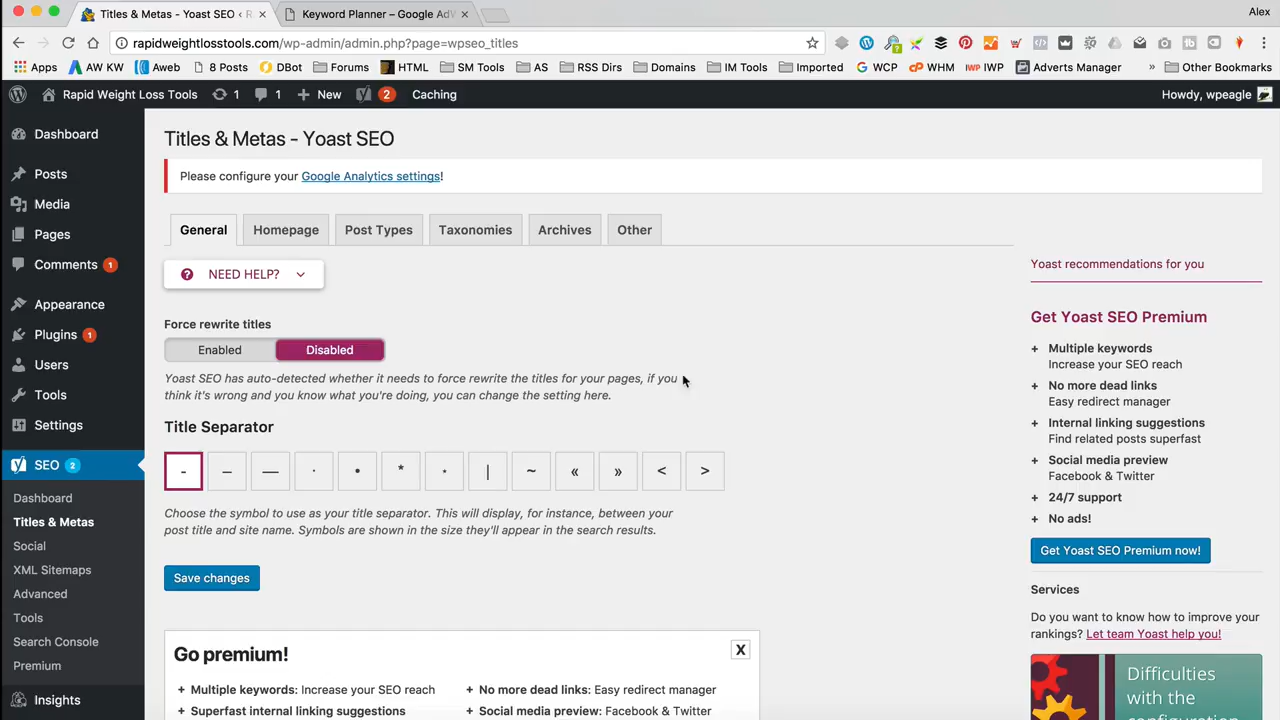 Titles & Metas - Yoast SEO ‹ R
Keyword Planner – Google AdW
Alex
rapidweightlosstools.com/wp-admin/admin.php?page=wpseo_titles
Apps
AW KW
Aweb
8 Posts
DBot
Forums
HTML
SM Tools
AS
RSS Dirs
Domains
IM Tools
Imported
WCP
WHM
IWP
Adverts Manager
»
Other Bookmarks
Rapid Weight Loss Tools
1
1
+ New
2
Caching
Howdy, wpeagle
Dashboard
Posts
Media
Pages
Comments 1
Appearance
Plugins 1
Users
Tools
Settings
SEO 2
Dashboard
Titles & Metas
Social
XML Sitemaps
Advanced
Tools
Search Console
Premium
Insights
Titles & Metas - Yoast SEO
Please configure your Google Analytics settings!
General
Homepage
Post Types
Taxonomies
Archives
Other
NEED HELP?
Force rewrite titles
Enabled
Disabled
Yoast SEO has auto-detected whether it needs to force rewrite the titles for your pages, if you
think it's wrong and you know what you're doing, you can change the setting here.
Title Separator
- – — · • * ⋆ | ~ « » < >
Choose the symbol to use as your title separator. This will display, for instance, between your
post title and site name. Symbols are shown in the size they'll appear in the search results.
Save changes
Go premium!
X
+ Multiple keywords: Increase your SEO reach
+ No more dead links: Easy redirect manager
+ Superfast internal linking suggestions
+ Social media preview: Facebook & Twitter
Yoast recommendations for you
Get Yoast SEO Premium
+ Multiple keywords
Increase your SEO reach
+ No more dead links
Easy redirect manager
+ Internal linking suggestions
Find related posts superfast
+ Social media preview
Facebook & Twitter
+ 24/7 support
+ No ads!
Get Yoast SEO Premium now!
Services
Do you want to know how to improve your
rankings? Let team Yoast help you!
Difficulties
with the